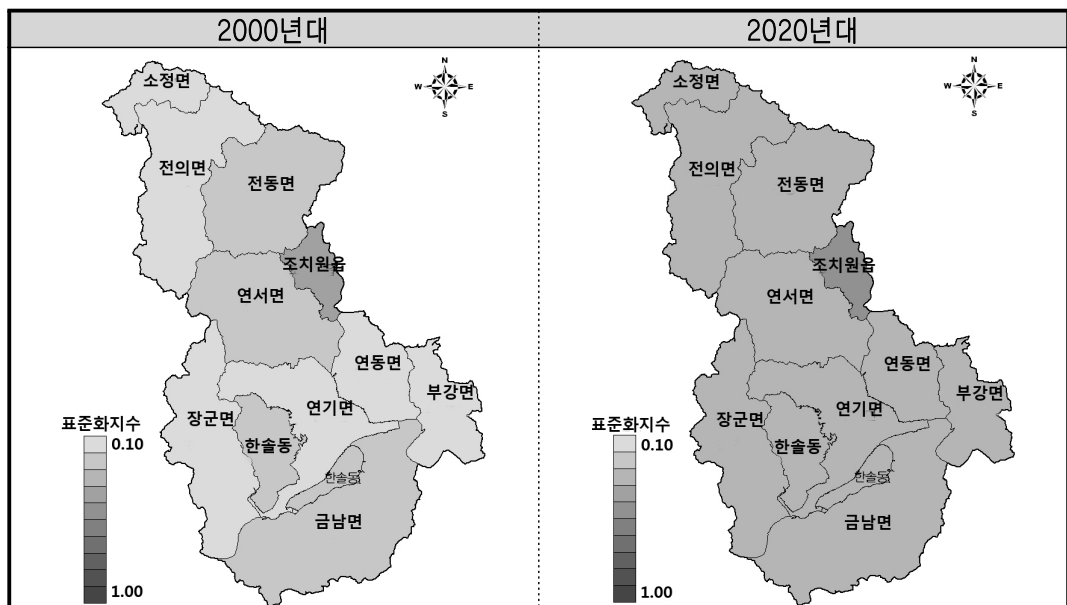 2000년대
N
W E
S
소정면
전의면
전동면
조치원읍
연서면
연동면
부강면
장군면
연기면
한솔동
한솔동
금남면
표준화지수
0.10
1.00
2020년대
N
W E
S
소정면
전의면
전동면
조치원읍
연서면
연동면
부강면
장군면
연기면
한솔동
한솔동
금남면
표준화지수
0.10
1.00